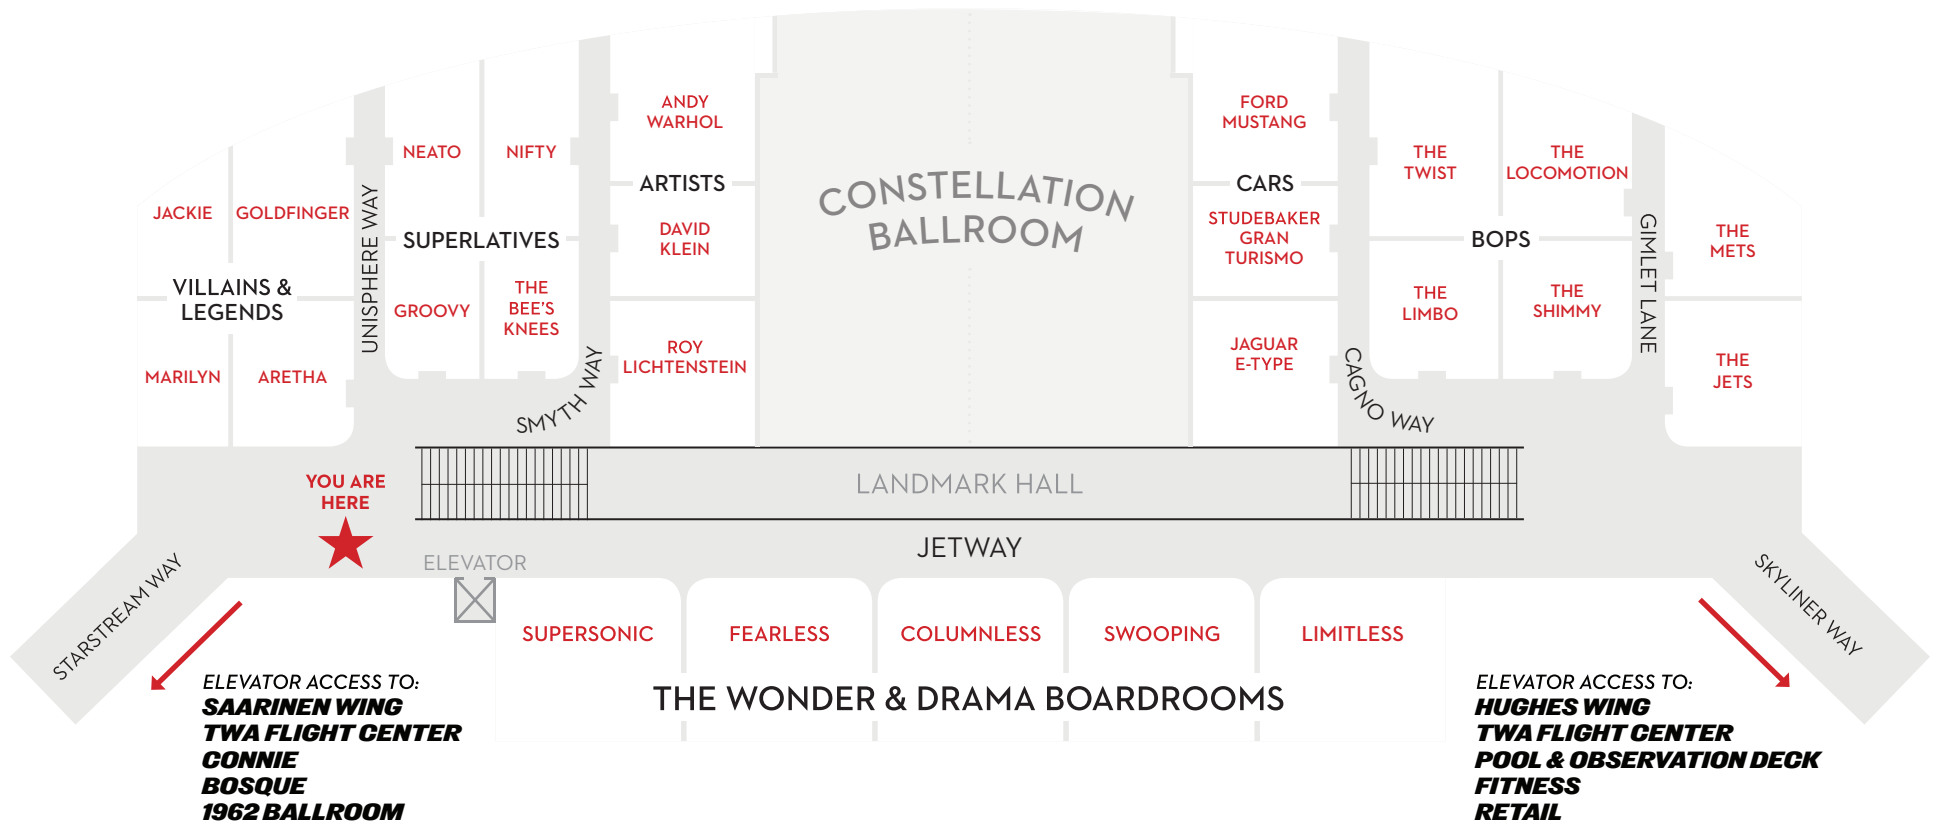 JACKIE
GOLDFINGER
VILLAINS &
LEGENDS
MARILYN
ARETHA
UNISPHERE WAY
NEATO
NIFTY
SUPERLATIVES
GROOVY
THE
BEE'S
KNEES
SMYTH WAY
ANDY
WARHOL
ARTISTS
DAVID
KLEIN
ROY
LICHTENSTEIN
CONSTELLATION
BALLROOM
FORD
MUSTANG
CARS
STUDEBAKER
GRAN
TURISMO
JAGUAR
E-TYPE
CAGNO WAY
THE
TWIST
THE
LOCOMOTION
BOPS
THE
LIMBO
THE
SHIMMY
GIMLET LANE
THE
METS
THE
JETS
YOU ARE
HERE
LANDMARK HALL
JETWAY
ELEVATOR
STARSTREAM WAY
SKYLINER WAY
SUPERSONIC
FEARLESS
COLUMNLESS
SWOOPING
LIMITLESS
THE WONDER & DRAMA BOARDROOMS
ELEVATOR ACCESS TO:
SAARINEN WING
TWA FLIGHT CENTER
CONNIE
BOSQUE
1962 BALLROOM
ELEVATOR ACCESS TO:
HUGHES WING
TWA FLIGHT CENTER
POOL & OBSERVATION DECK
FITNESS
RETAIL